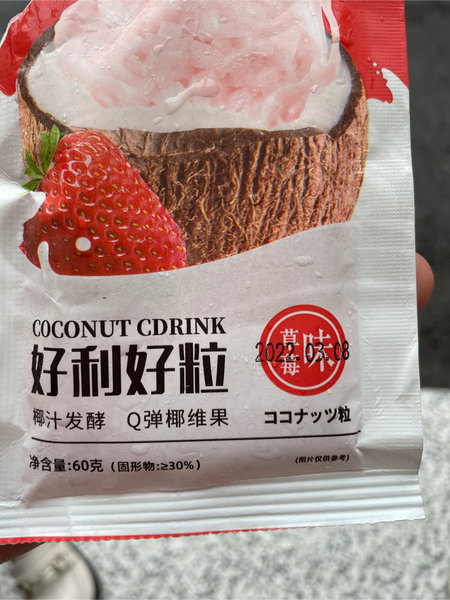 COCONUT CDRINK
好利好粒
草莓味
2022.03.08
椰汁发酵 Q弹椰维果
ココナッツ粒
净含量:60克（固形物:≥30%）
(图片仅供参考)